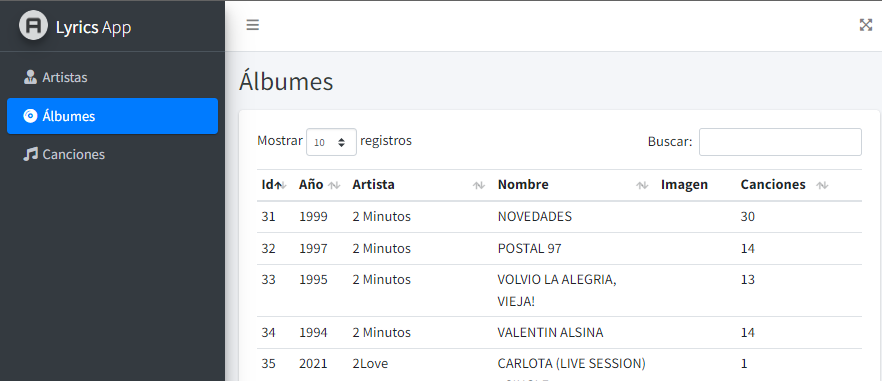 Lyrics App
Artistas
Álbumes
Canciones
Álbumes
Mostrar 10 registros Buscar:
Id Año Artista Nombre Imagen Canciones
31 1999 2 Minutos NOVEDADES 30
32 1997 2 Minutos POSTAL 97 14
33 1995 2 Minutos VOLVIO LA ALEGRIA, 13
VIEJA!
34 1994 2 Minutos VALENTIN ALSINA 14
35 2021 2Love CARLOTA (LIVE SESSION) 1